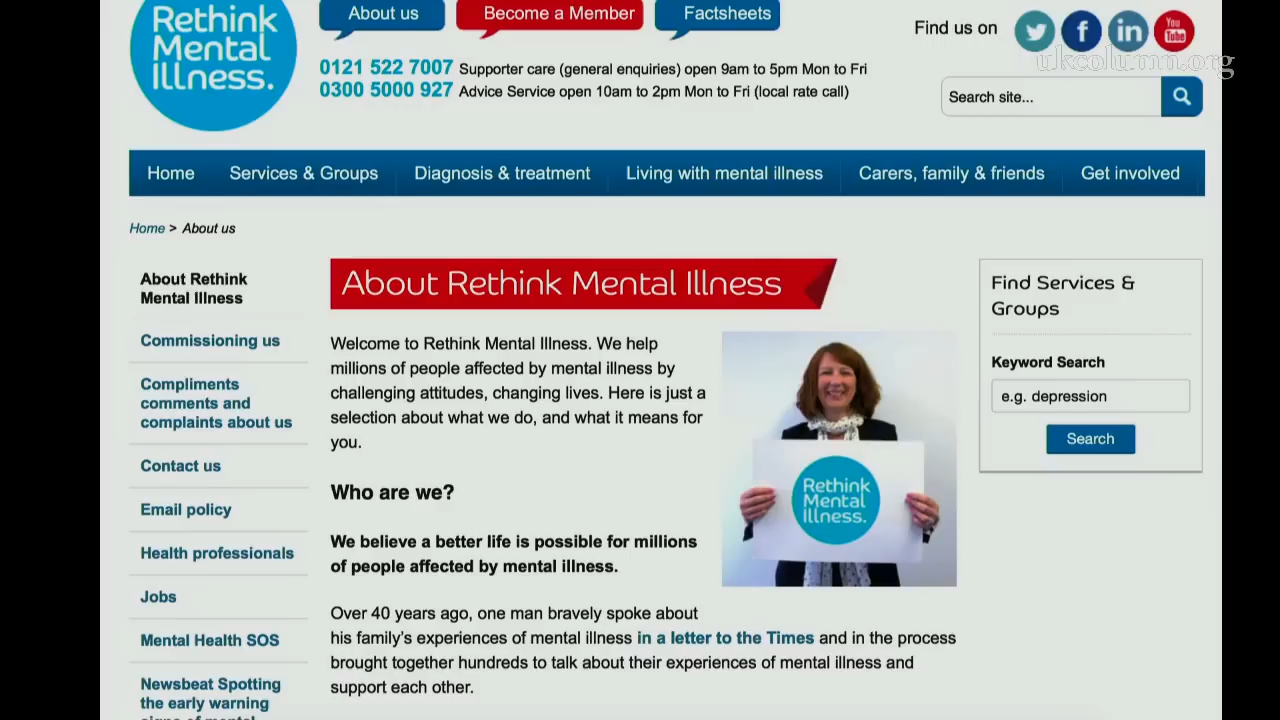 Rethink
Mental
Illness.
About us
Become a Member
Factsheets
Find us on
You
Tube
ukcolumn.org
0121 522 7007 Supporter care (general enquiries) open 9am to 5pm Mon to Fri
0300 5000 927 Advice Service open 10am to 2pm Mon to Fri (local rate call)
Search site...
Home
Services & Groups
Diagnosis & treatment
Living with mental illness
Carers, family & friends
Get involved
Home > About us
About Rethink
Mental Illness
Commissioning us
Compliments
comments and
complaints about us
Contact us
Email policy
Health professionals
Jobs
Mental Health SOS
Newsbeat Spotting
the early warning
signs of mental
About Rethink Mental Illness
Welcome to Rethink Mental Illness. We help
millions of people affected by mental illness by
challenging attitudes, changing lives. Here is just a
selection about what we do, and what it means for
you.
Rethink
Mental
Illness.
Who are we?
We believe a better life is possible for millions
of people affected by mental illness.
Over 40 years ago, one man bravely spoke about
his family's experiences of mental illness in a letter to the Times and in the process
brought together hundreds to talk about their experiences of mental illness and
support each other.
Find Services &
Groups
Keyword Search
e.g. depression
Search